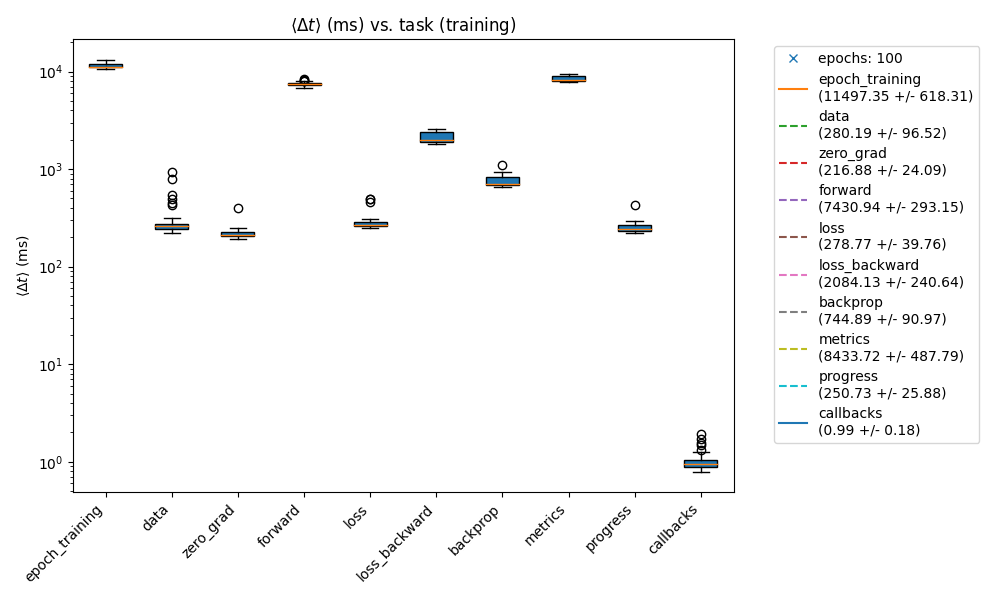 ⟨Δt⟩ (ms) vs. task (training)
⟨Δt⟩ (ms)
10⁴
10³
10²
10¹
10⁰
epoch_training
data
zero_grad
forward
loss
loss_backward
backprop
metrics
progress
callbacks
epochs: 100
epoch_training
(11497.35 +/- 618.31)
data
(280.19 +/- 96.52)
zero_grad
(216.88 +/- 24.09)
forward
(7430.94 +/- 293.15)
loss
(278.77 +/- 39.76)
loss_backward
(2084.13 +/- 240.64)
backprop
(744.89 +/- 90.97)
metrics
(8433.72 +/- 487.79)
progress
(250.73 +/- 25.88)
callbacks
(0.99 +/- 0.18)